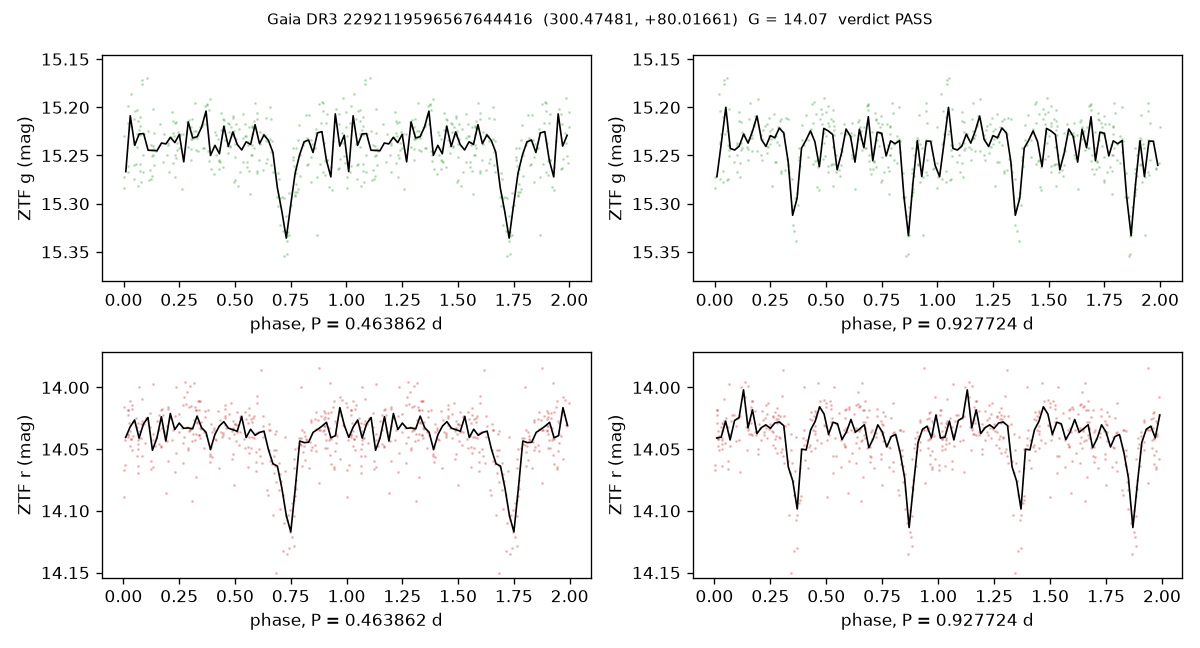 Gaia DR3 2292119596567644416 (300.47481, +80.01661) G = 14.07 verdict PASS
ZTF g (mag)
15.15
15.20
15.25
15.30
15.35
0.00 0.25 0.50 0.75 1.00 1.25 1.50 1.75 2.00
phase, P = 0.463862 d
ZTF g (mag)
15.15
15.20
15.25
15.30
15.35
0.00 0.25 0.50 0.75 1.00 1.25 1.50 1.75 2.00
phase, P = 0.927724 d
ZTF r (mag)
14.00
14.05
14.10
14.15
0.00 0.25 0.50 0.75 1.00 1.25 1.50 1.75 2.00
phase, P = 0.463862 d
ZTF r (mag)
14.00
14.05
14.10
14.15
0.00 0.25 0.50 0.75 1.00 1.25 1.50 1.75 2.00
phase, P = 0.927724 d